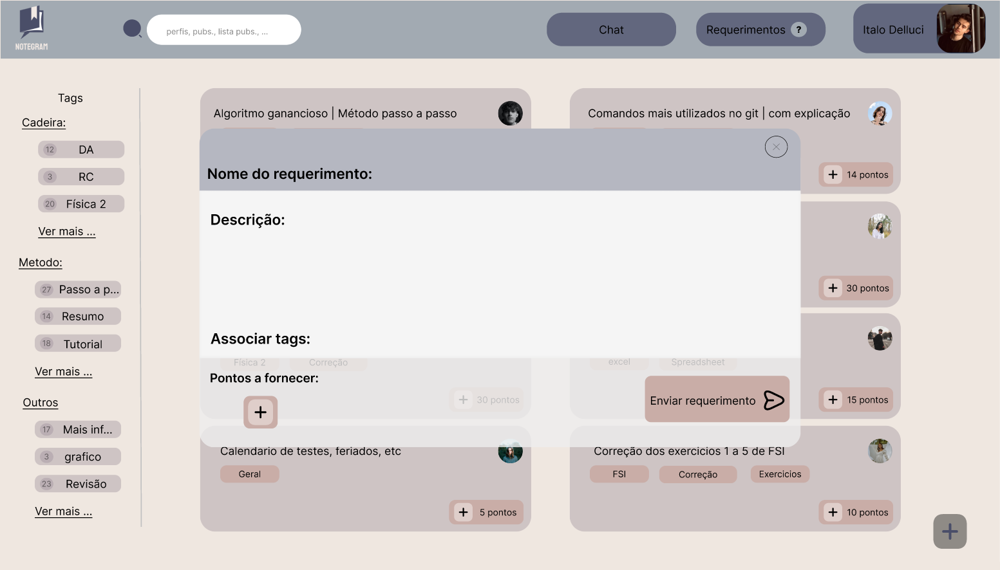 NOTEGRAM
perfis, pubs., lista pubs., ...
Chat
Requerimentos ?
Italo Delluci
Tags
Cadeira:
12 DA
3 RC
20 Física 2
Ver mais ...
Metodo:
27 Passo a p...
14 Resumo
18 Tutorial
Ver mais ...
Outros
17 Mais inf...
3 grafico
23 Revisão
Ver mais ...
Algoritmo ganancioso | Método passo a passo
Comandos mais utilizados no git | com explicação
+ 14 pontos
+ 30 pontos
Nome do requerimento:
Descrição:
Associar tags:
Física 2
Correção
excel
Spreadsheet
Pontos a fornecer:
+
+ 30 pontos
Enviar requerimento
+ 15 pontos
Calendario de testes, feriados, etc
Geral
+ 5 pontos
Correção dos exercicios 1 a 5 de FSI
FSI
Correção
Exercicios
+ 10 pontos
+